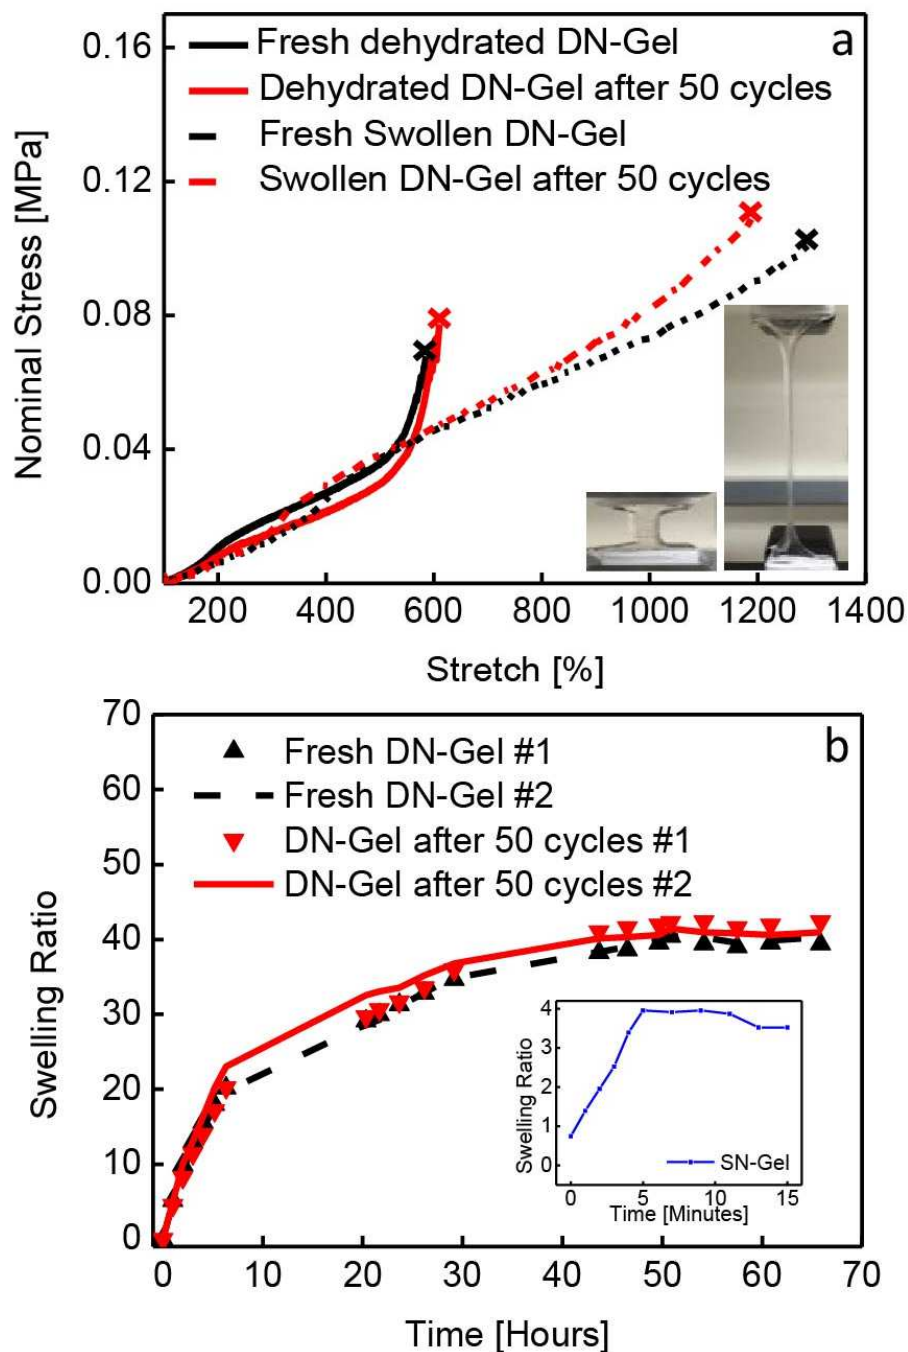 a
Fresh dehydrated DN-Gel
Dehydrated DN-Gel after 50 cycles
Fresh Swollen DN-Gel
Swollen DN-Gel after 50 cycles
Nominal Stress [MPa]
0.16
0.12
0.08
0.04
0.00
200 400 600 800 1000 1200 1400
Stretch [%]
b
Fresh DN-Gel #1
Fresh DN-Gel #2
DN-Gel after 50 cycles #1
DN-Gel after 50 cycles #2
Swelling Ratio
70
60
50
40
30
20
10
0
Swelling Ratio
4
3
2
1
0
SN-Gel
0 5 10 15
Time [Minutes]
0 10 20 30 40 50 60 70
Time [Hours]